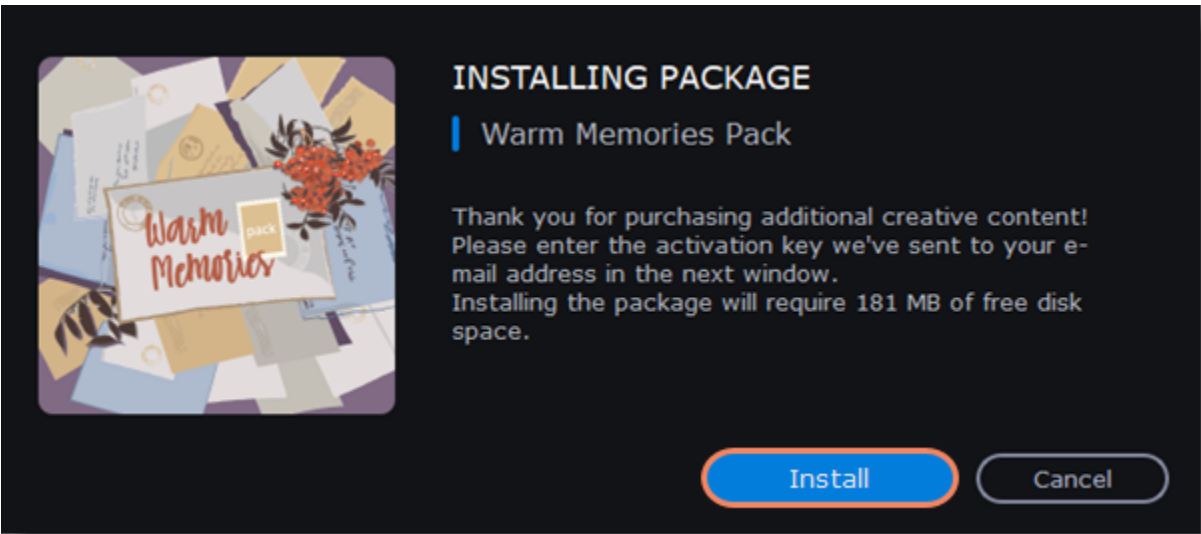 INSTALLING PACKAGE
Warm Memories Pack
Warm
pack
Memories
Thank you for purchasing additional creative content!
Please enter the activation key we've sent to your e-
mail address in the next window.
Installing the package will require 181 MB of free disk
space.
Install
Cancel